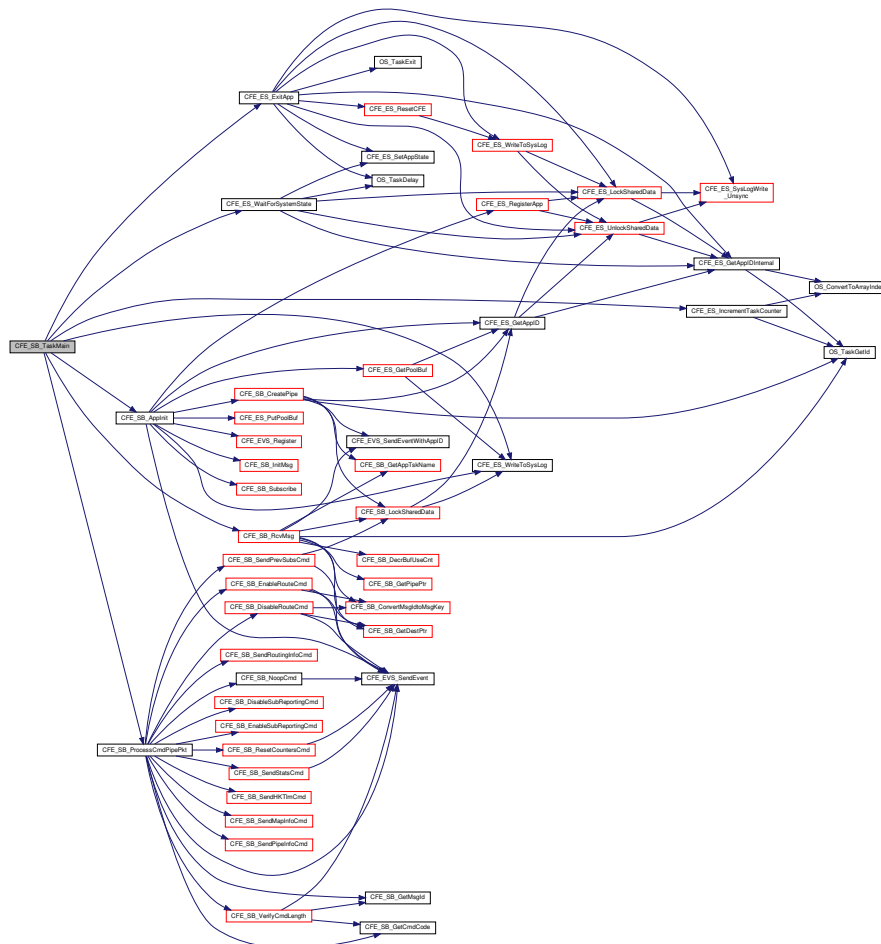 OS_TaskExit
CFE_ES_ExitApp
CFE_ES_ResetCFE
CFE_ES_WriteToSysLog
CFE_ES_SetAppState
OS_TaskDelay
CFE_ES_LockSharedData
CFE_ES_SysLogWrite
_Unsync
CFE_ES_WaitForSystemState
CFE_ES_RegisterApp
CFE_ES_UnlockSharedData
CFE_ES_GetAppIDInternal
OS_ConvertToArrayIndex
CFE_ES_IncrementTaskCounter
CFE_ES_GetAppID
CFE_SB_TaskMain
OS_TaskGetId
CFE_ES_GetPoolBuf
CFE_SB_CreatePipe
CFE_SB_AppInit
CFE_ES_PutPoolBuf
CFE_EVS_Register
CFE_EVS_SendEventWithAppID
CFE_SB_InitMsg
CFE_SB_GetAppTskName
CFE_ES_WriteToSysLog
CFE_SB_Subscribe
CFE_SB_LockSharedData
CFE_SB_RcvMsg
CFE_SB_SendPrevSubsCmd
CFE_SB_DecrBufUseCnt
CFE_SB_EnableRouteCmd
CFE_SB_GetPipePtr
CFE_SB_DisableRouteCmd
CFE_SB_ConvertMsgIdtoMsgKey
CFE_SB_GetDestPtr
CFE_SB_SendRoutingInfoCmd
CFE_SB_NoopCmd
CFE_EVS_SendEvent
CFE_SB_DisableSubReportingCmd
CFE_SB_EnableSubReportingCmd
CFE_SB_ProcessCmdPipePkt
CFE_SB_ResetCountersCmd
CFE_SB_SendStatsCmd
CFE_SB_SendHKTlmCmd
CFE_SB_SendMapInfoCmd
CFE_SB_SendPipeInfoCmd
CFE_SB_GetMsgId
CFE_SB_VerifyCmdLength
CFE_SB_GetCmdCode